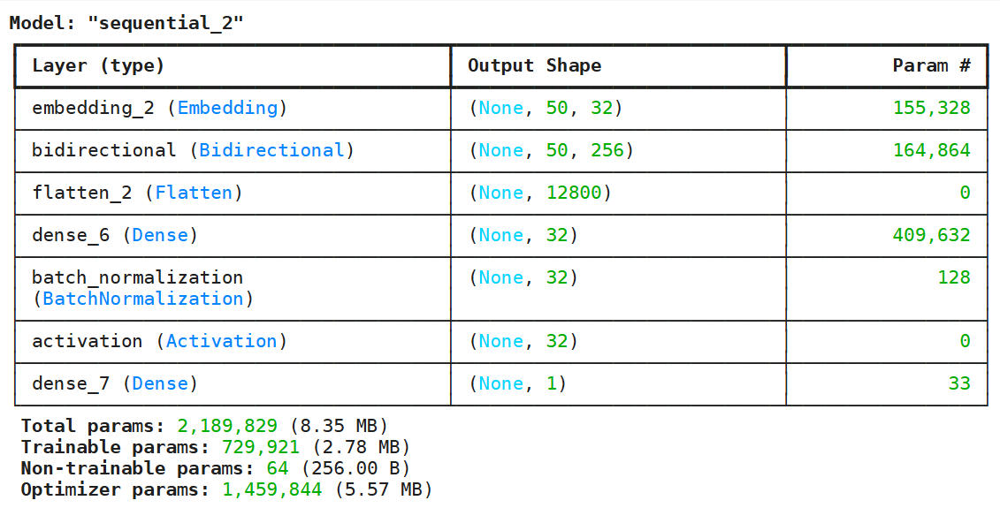 Model: "sequential_2"
Layer (type) Output Shape Param #
embedding_2 (Embedding) (None, 50, 32) 155,328
bidirectional (Bidirectional) (None, 50, 256) 164,864
flatten_2 (Flatten) (None, 12800) 0
dense_6 (Dense) (None, 32) 409,632
batch_normalization (None, 32) 128
(BatchNormalization)
activation (Activation) (None, 32) 0
dense_7 (Dense) (None, 1) 33
Total params: 2,189,829 (8.35 MB)
Trainable params: 729,921 (2.78 MB)
Non-trainable params: 64 (256.00 B)
Optimizer params: 1,459,844 (5.57 MB)